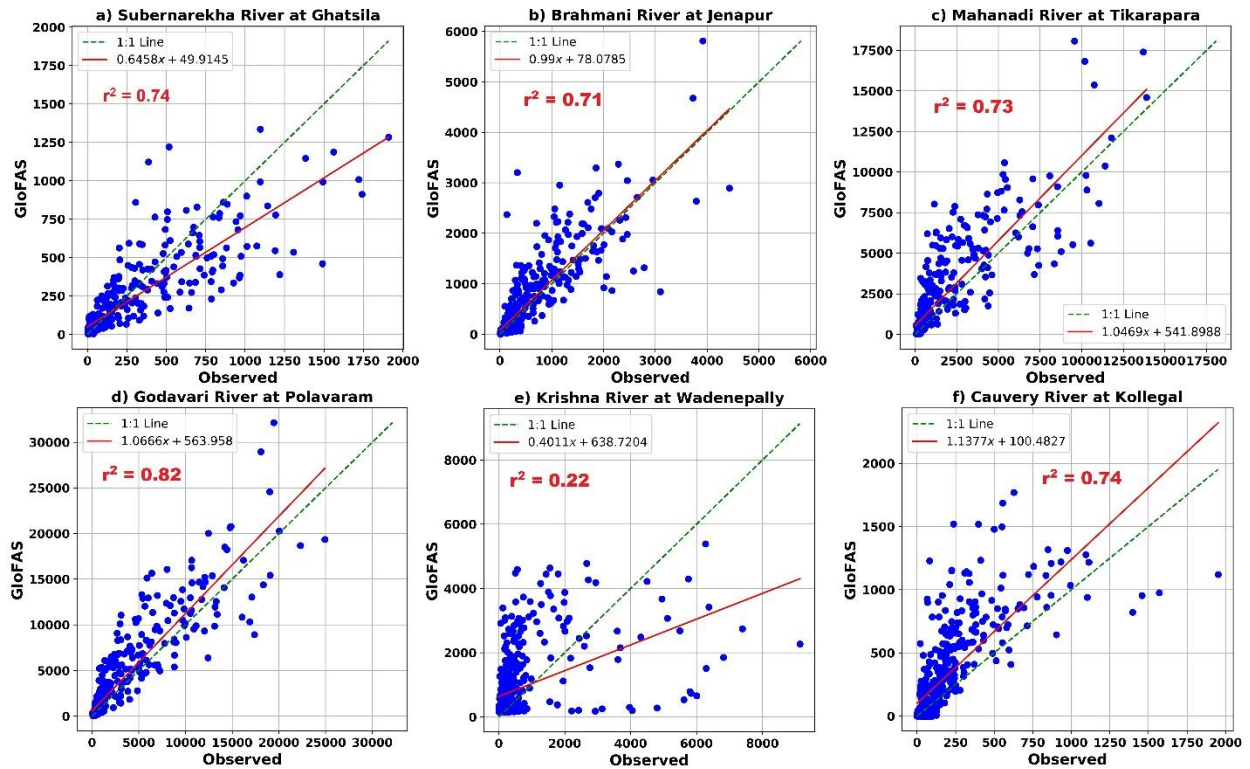 a) Subernarekha River at Ghatsila
2000
1750
1500
1250
1000
750
500
250
0
GloFAS
1:1 Line
0.6458x + 49.9145
r² = 0.74
0 250 500 750 1000 1250 1500 1750 2000
Observed
b) Brahmani River at Jenapur
6000
5000
4000
3000
2000
1000
0
GloFAS
1:1 Line
0.99x + 78.0785
r² = 0.71
0 1000 2000 3000 4000 5000 6000
Observed
c) Mahanadi River at Tikarapara
17500
15000
12500
10000
7500
5000
2500
0
GloFAS
r² = 0.73
1:1 Line
1.0469x + 541.8988
0 2500 5000 7500 10000 12500 15000 17500
Observed
d) Godavari River at Polavaram
30000
25000
20000
15000
10000
5000
0
GloFAS
1:1 Line
1.0666x + 563.958
r² = 0.82
0 5000 10000 15000 20000 25000 30000
Observed
e) Krishna River at Wadenepally
8000
6000
4000
2000
0
GloFAS
1:1 Line
0.4011x + 638.7204
r² = 0.22
0 2000 4000 6000 8000
Observed
f) Cauvery River at Kollegal
2000
1500
1000
500
0
GloFAS
1:1 Line
1.1377x + 100.4827
r² = 0.74
0 250 500 750 1000 1250 1500 1750 2000
Observed